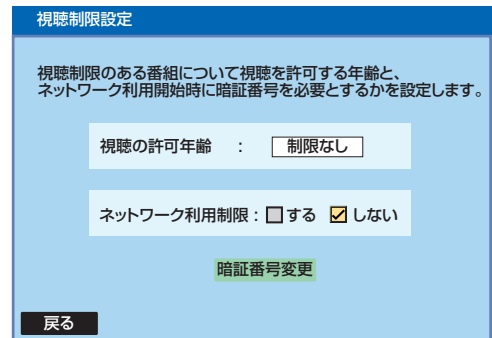 視聴制限設定
視聴制限のある番組について視聴を許可する年齢と、
ネットワーク利用開始時に暗証番号を必要とするかを設定します。
視聴の許可年齢　：　制限なし
ネットワーク利用制限：する　しない
暗証番号変更
戻る